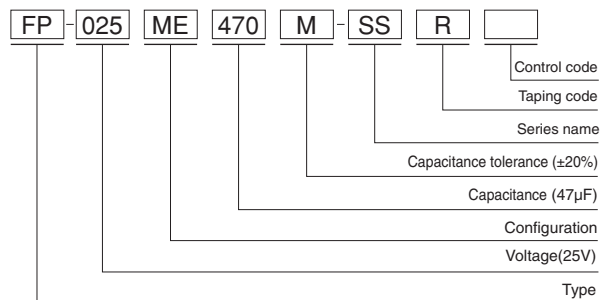 FP-025 ME 470 M-SS R
Control code
Taping code
Series name
Capacitance tolerance (±20%)
Capacitance (47µF)
Configuration
Voltage(25V)
Type